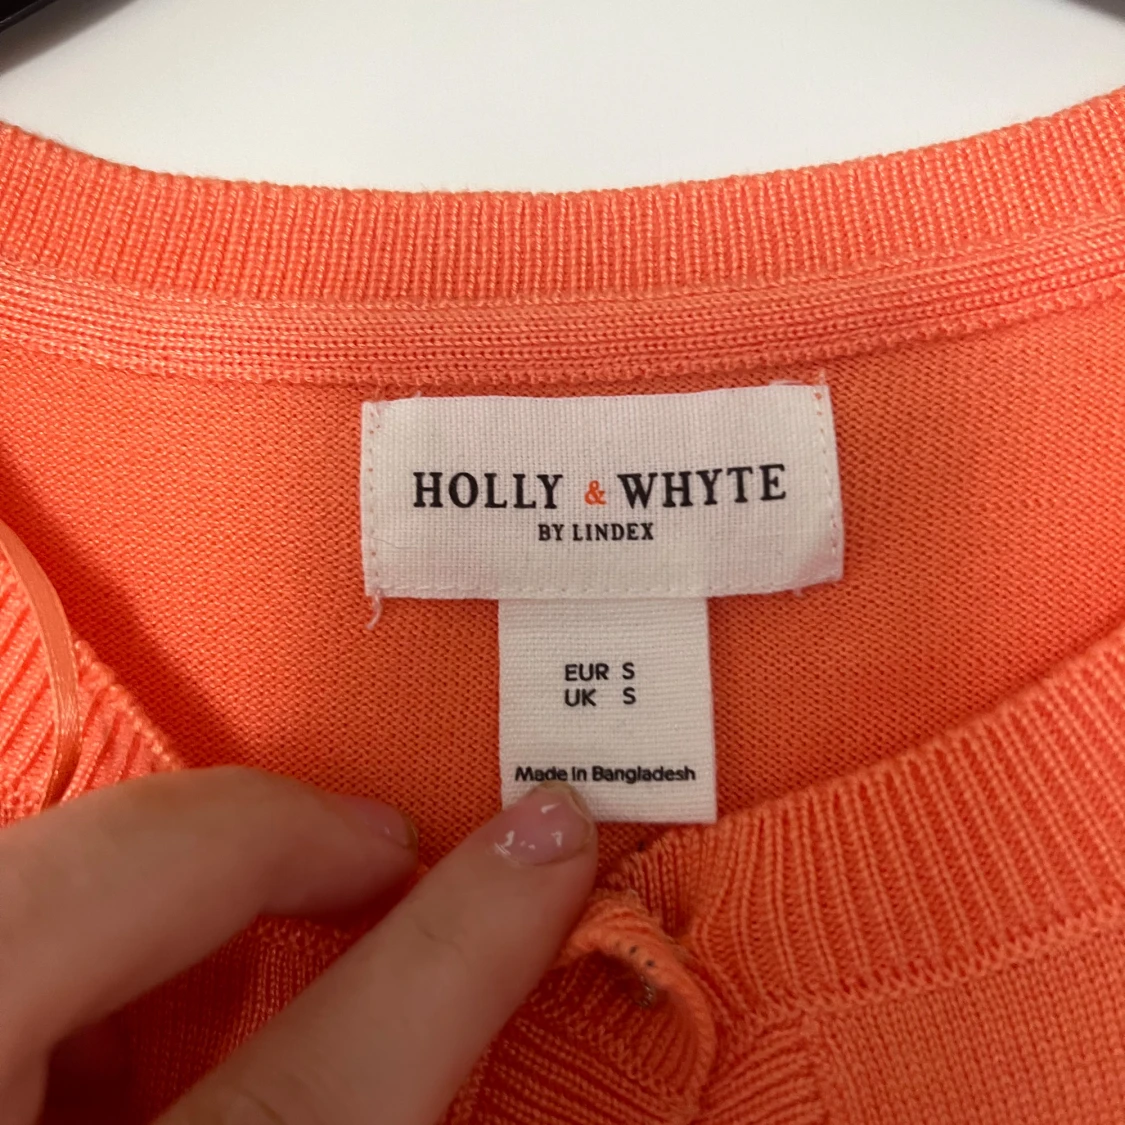 HOLLY & WHYTE
BY LINDEX
EUR S
UK S
Made in Bangladesh